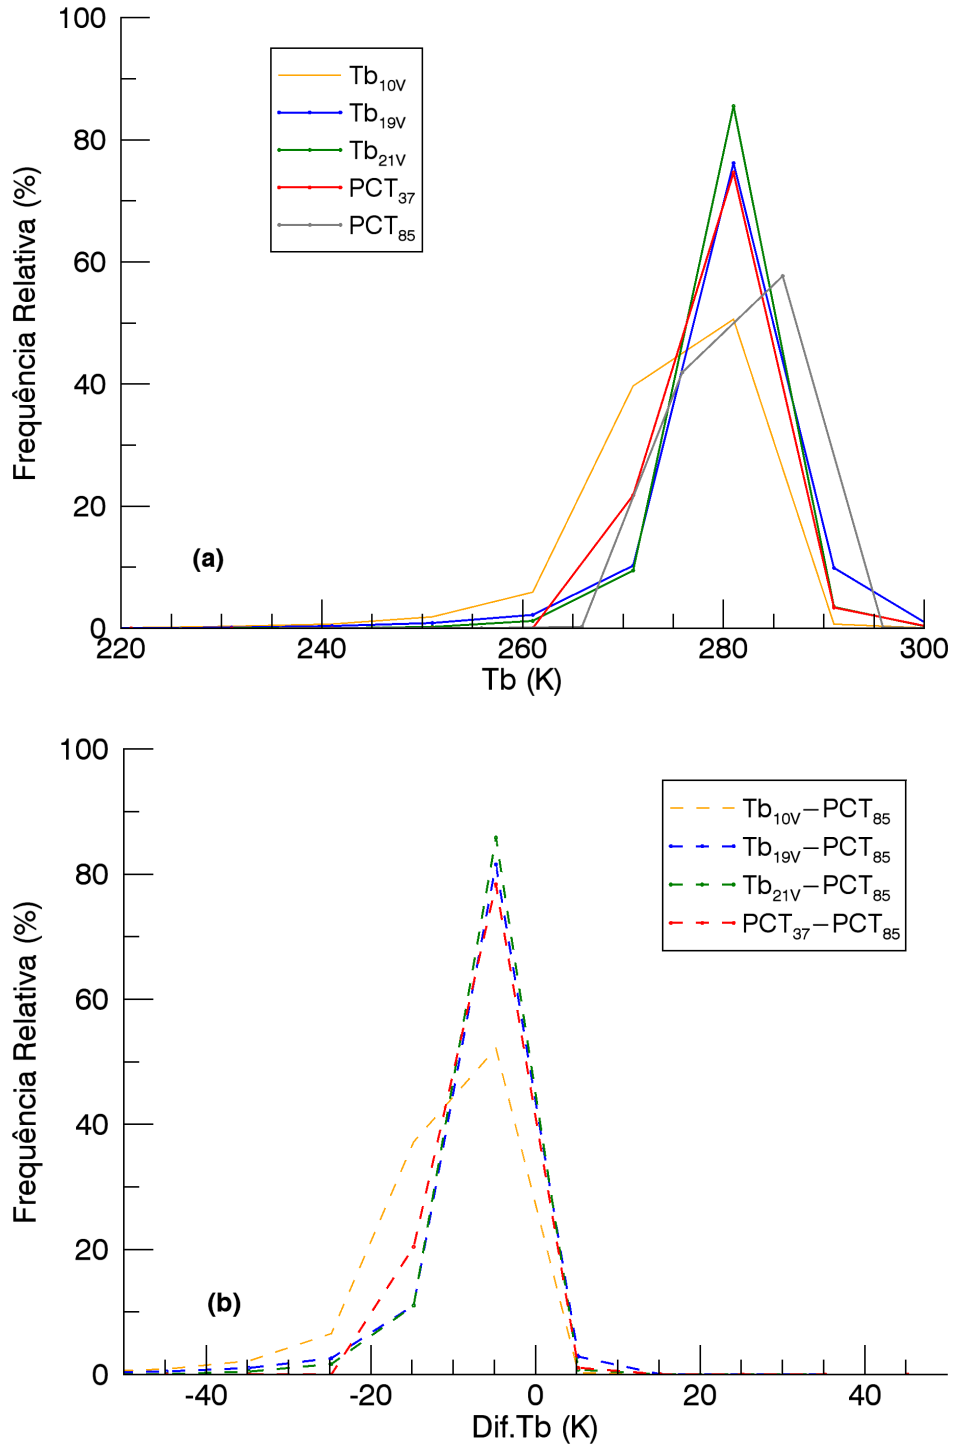 100
80
60
40
20
0
Frequência Relativa (%)
Tb10V
Tb19V
Tb21V
PCT37
PCT85
(a)
220 240 260 280 300
Tb (K)
100
80
60
40
20
0
Frequência Relativa (%)
Tb10V−PCT85
Tb19V−PCT85
Tb21V−PCT85
PCT37−PCT85
(b)
-40 -20 0 20 40
Dif.Tb (K)